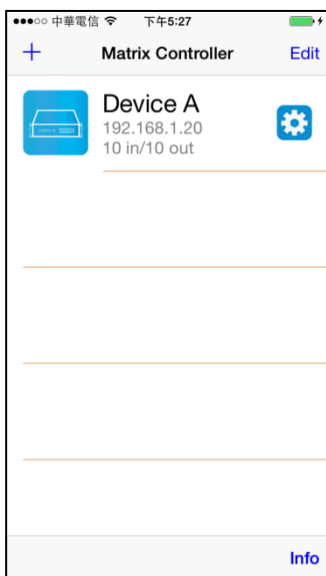 中華電信 下午5:27
+ Matrix Controller Edit
Device A
192.168.1.20
10 in/10 out
Info